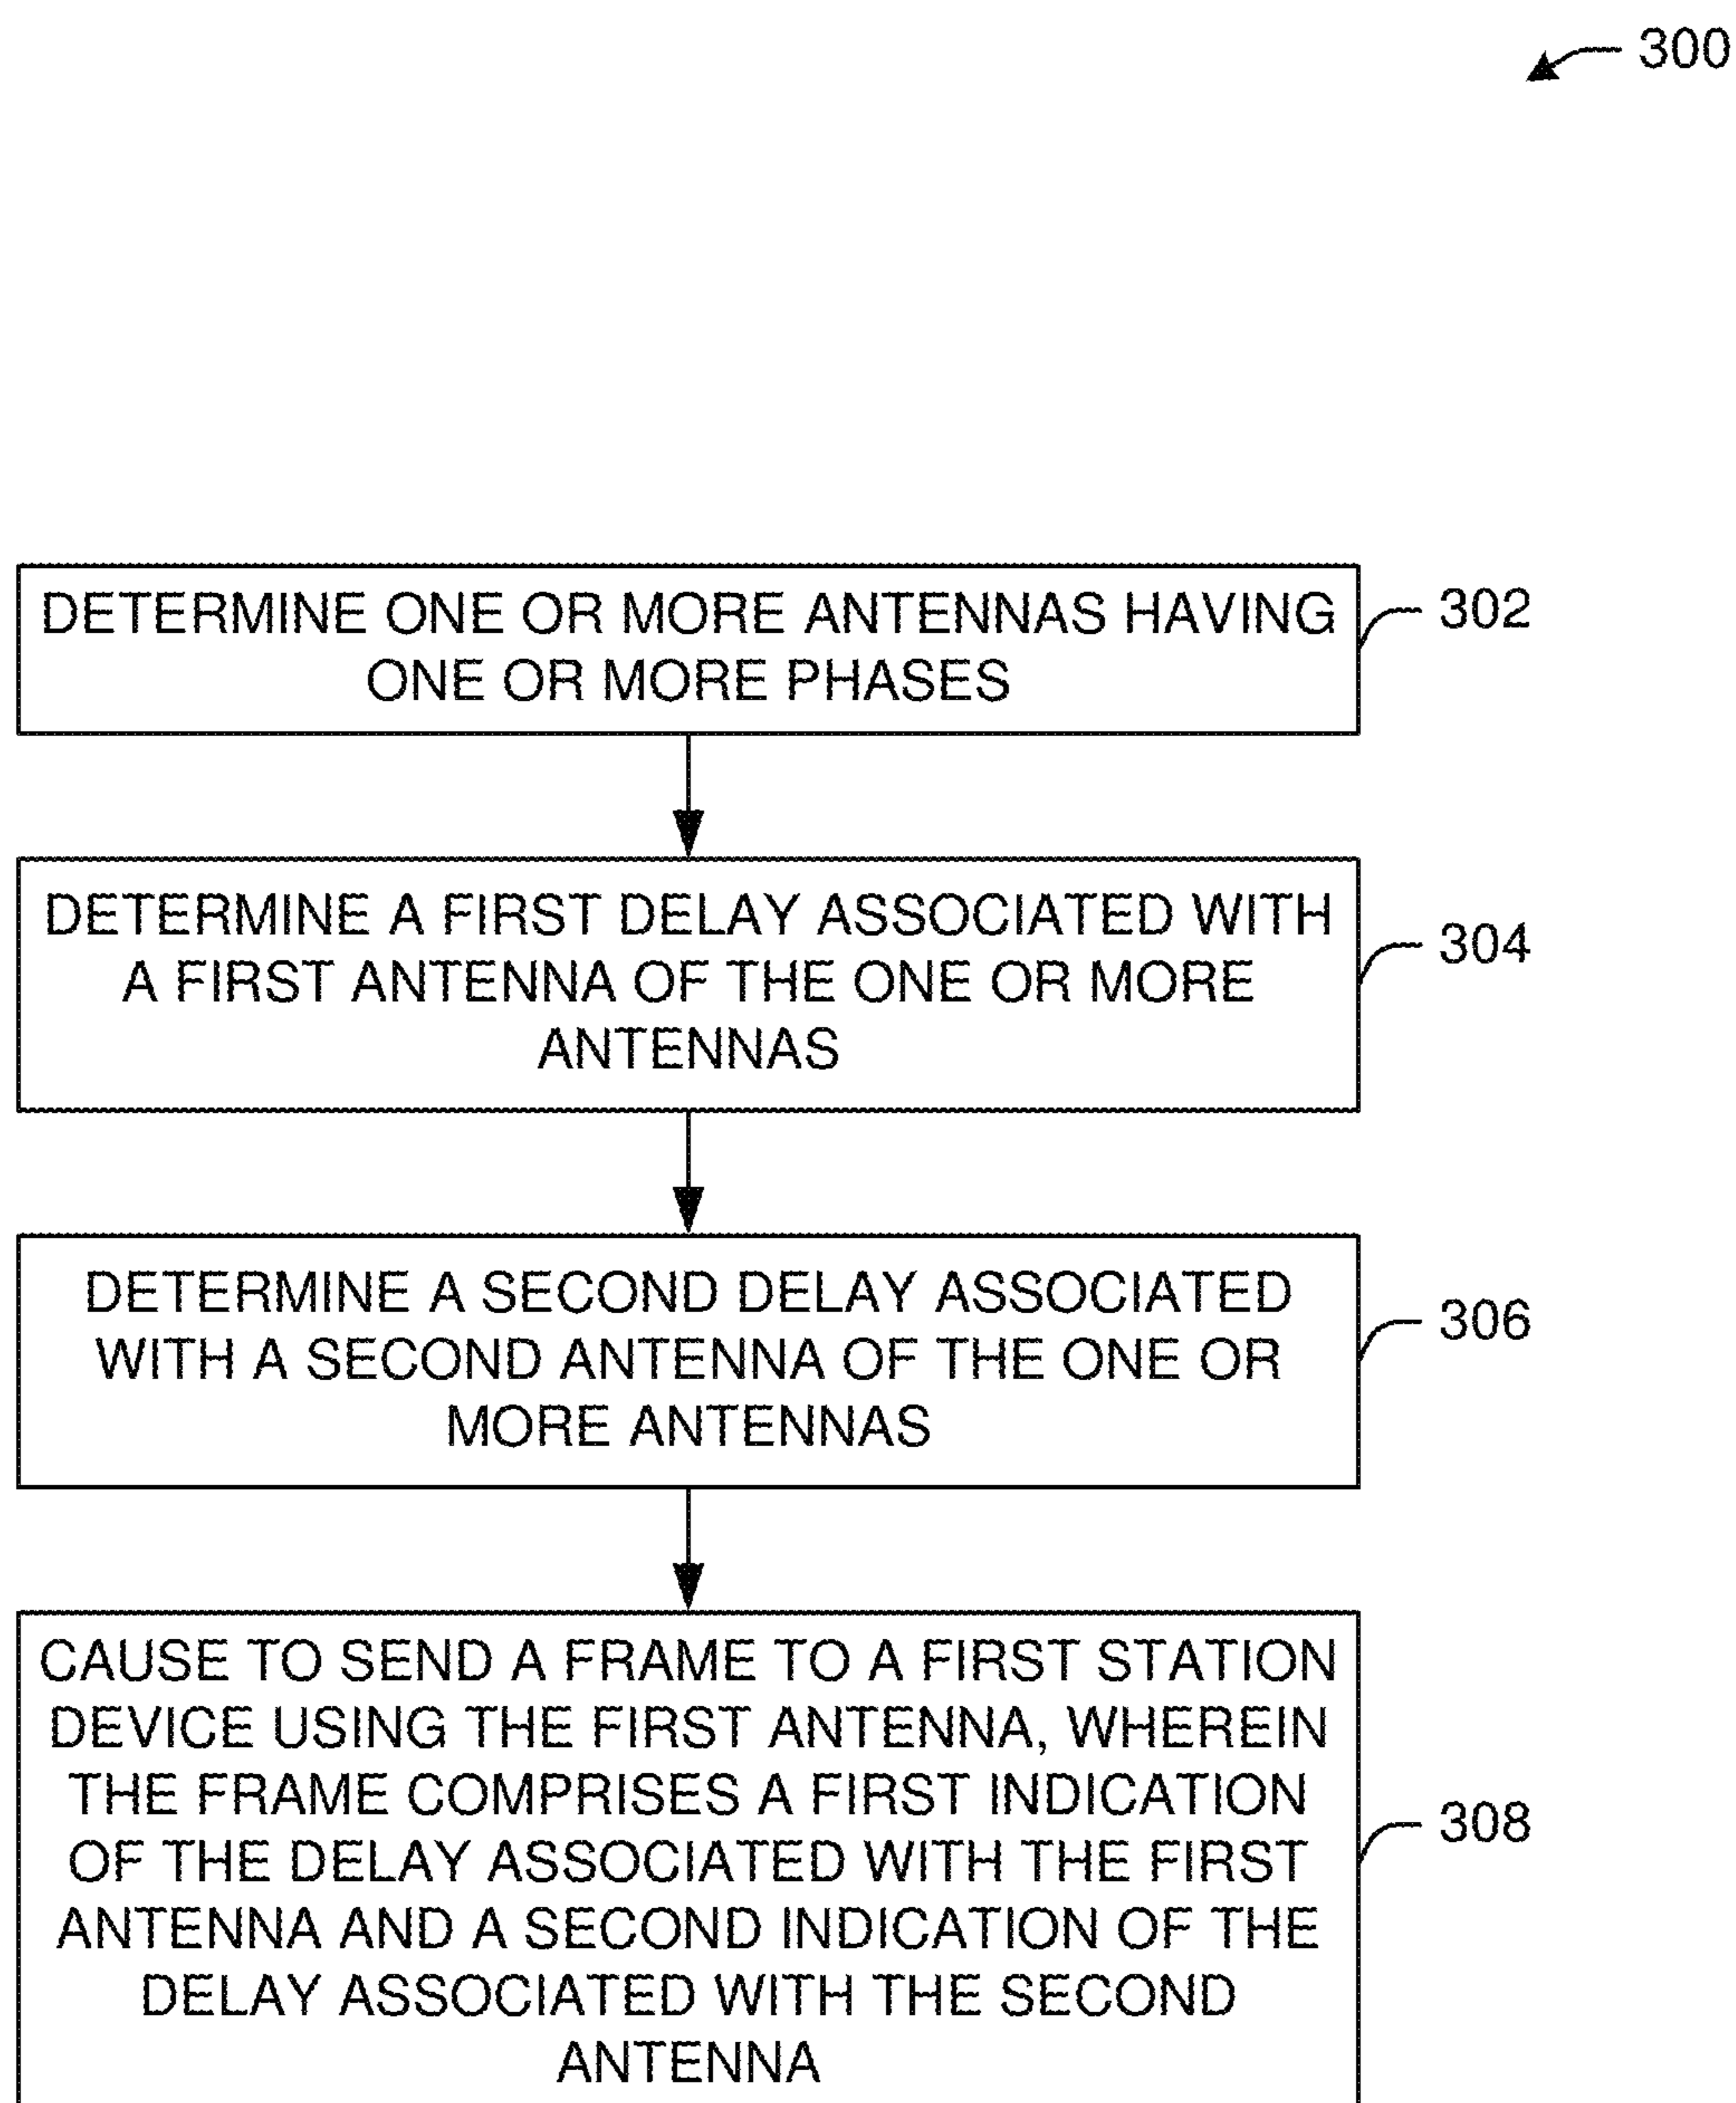 300
DETERMINE ONE OR MORE ANTENNAS HAVING
ONE OR MORE PHASES
302
DETERMINE A FIRST DELAY ASSOCIATED WITH
A FIRST ANTENNA OF THE ONE OR MORE
ANTENNAS
304
DETERMINE A SECOND DELAY ASSOCIATED
WITH A SECOND ANTENNA OF THE ONE OR
MORE ANTENNAS
306
CAUSE TO SEND A FRAME TO A FIRST STATION
DEVICE USING THE FIRST ANTENNA, WHEREIN
THE FRAME COMPRISES A FIRST INDICATION
OF THE DELAY ASSOCIATED WITH THE FIRST
ANTENNA AND A SECOND INDICATION OF THE
DELAY ASSOCIATED WITH THE SECOND
ANTENNA
308